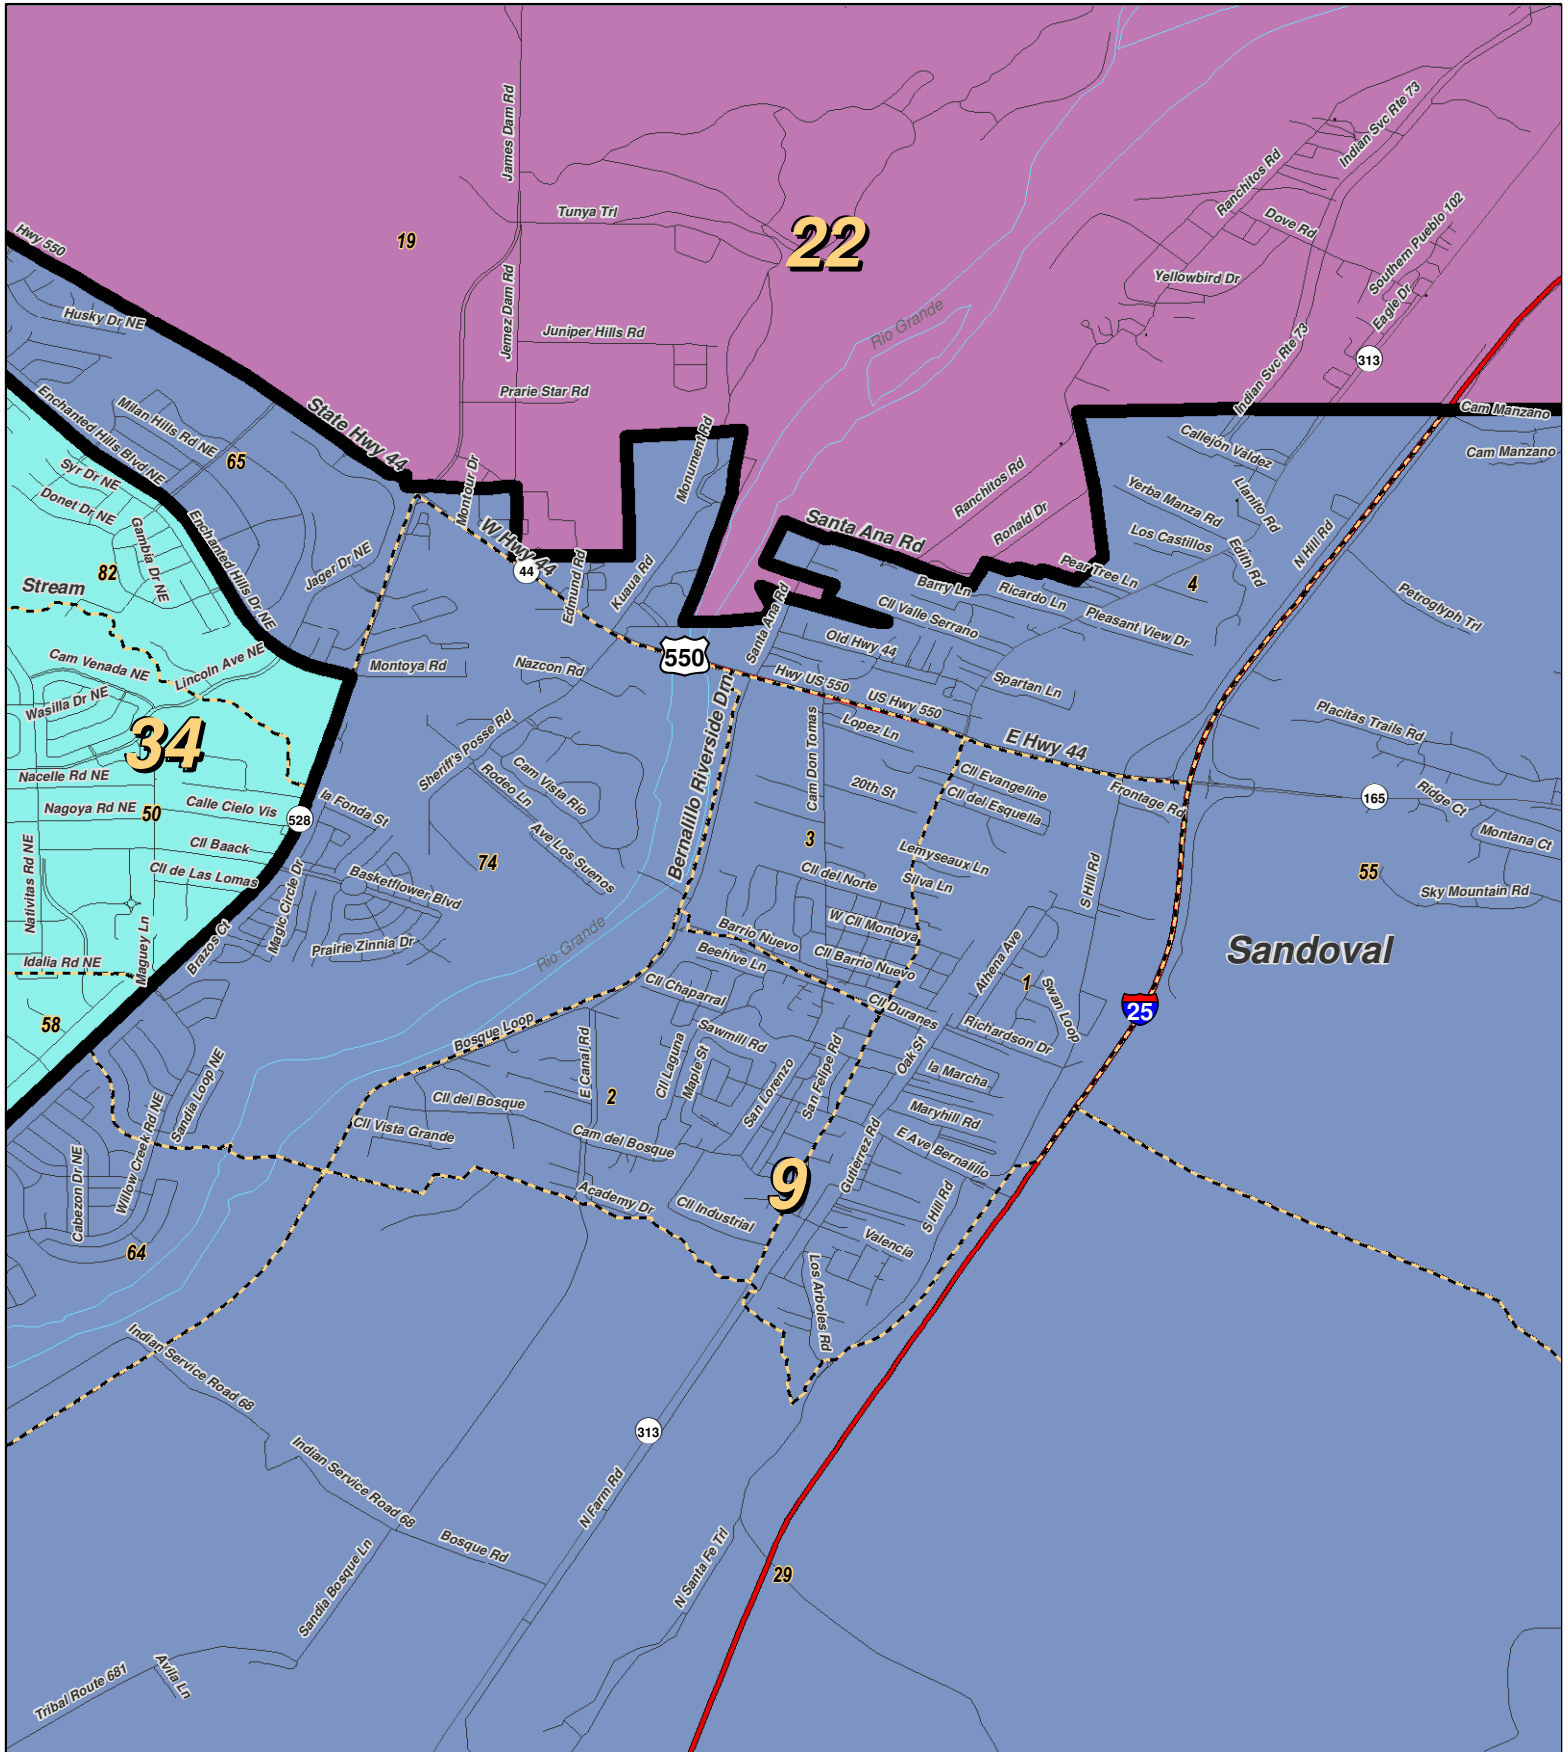 James Dam Rd
Indian Svc Rte 73
Ranchitos Rd
Tunya Trl
22
19
Dove Rd
Southern Pueblo 102
Hwy 550
Yellowbird Dr
Jemez Dam Rd
Eagle Dr
Rio Grande
Husky Dr NE
Juniper Hills Rd
313
Indian Svc Rte 73
Prarie Star Rd
Enchanted Hills Blvd NE
Milan Hills Rd NE
State Hwy 44
Cam Manzano
Monument Rd
Callejón Valdez
Cam Manzano
65
Syr Dr NE
Montour Dr
Ranchitos Rd
Llanito Rd
Yerba Manza Rd
Donet Dr NE
Gambia Dr NE
Enchanted Hills Dr NE
W Hwy 44
Santa Ana Rd
Ronald Dr
Los Castillos
N Hill Rd
Edith Rd
Jager Dr NE
44
82
Stream
Edmund Rd
Kuaua Rd
Pear Tree Ln
Barry Ln
Ricardo Ln
4
Petroglyph Trl
Cll Valle Serrano
Pleasant View Dr
Santa Ana Rd
Old Hwy 44
Cam Venada NE
Lincoln Ave NE
Montoya Rd
Nazcon Rd
550
Hwy US 550
US Hwy 550
Spartan Ln
Wasilla Dr NE
34
Sheriff's Posse Rd
Lopez Ln
E Hwy 44
Placitas Trails Rd
Bernalillo Riverside Dm
Cam Don Tomas
Nacelle Rd NE
Rodeo Ln
Cam Vista Rio
20th St
Cll Evangeline
Cll del Esquella
Frontage Rd
165
Ridge Ct
Nagoya Rd NE
50
Calle Cielo Vis
la Fonda St
528
Montana Ct
Nativitas Rd NE
Cll Baack
Ave Los Suenos
3
Lemyseaux Ln
Cll de Las Lomas
74
Cll del Norte
Silva Ln
S Hill Rd
55
Sky Mountain Rd
Basketflower Blvd
Magic Circle Dr
Maguey Ln
Brazos Ct
Prairie Zinnia Dr
Rio Grande
Barrio Nuevo
W Cll Montoya
Beehive Ln
Cll Barrio Nuevo
Athena Ave
Sandoval
Idalia Rd NE
Cll Chaparral
1
Swan Loop
25
58
Bosque Loop
Cll Duranes
Richardson Dr
Sawmill Rd
E Canal Rd
Cll Laguna
Maple St
San Felipe Rd
Oak St
la Marcha
San Lorenzo
Sandia Loop NE
2
Cll del Bosque
Maryhill Rd
Cll Vista Grande
Cam del Bosque
E Ave Bernalillo
Willow Creek Rd NE
Cabezon Dr NE
9
Gutierrez Rd
Academy Dr
Cll Industrial
S Hill Rd
64
Valencia
Los Arboles Rd
Indian Service Road 68
313
Indian Service Road 68
N Farm Rd
Bosque Rd
Sandia Bosque Ln
N Santa Fe Trl
29
Tribal Route 681
Avila Ln